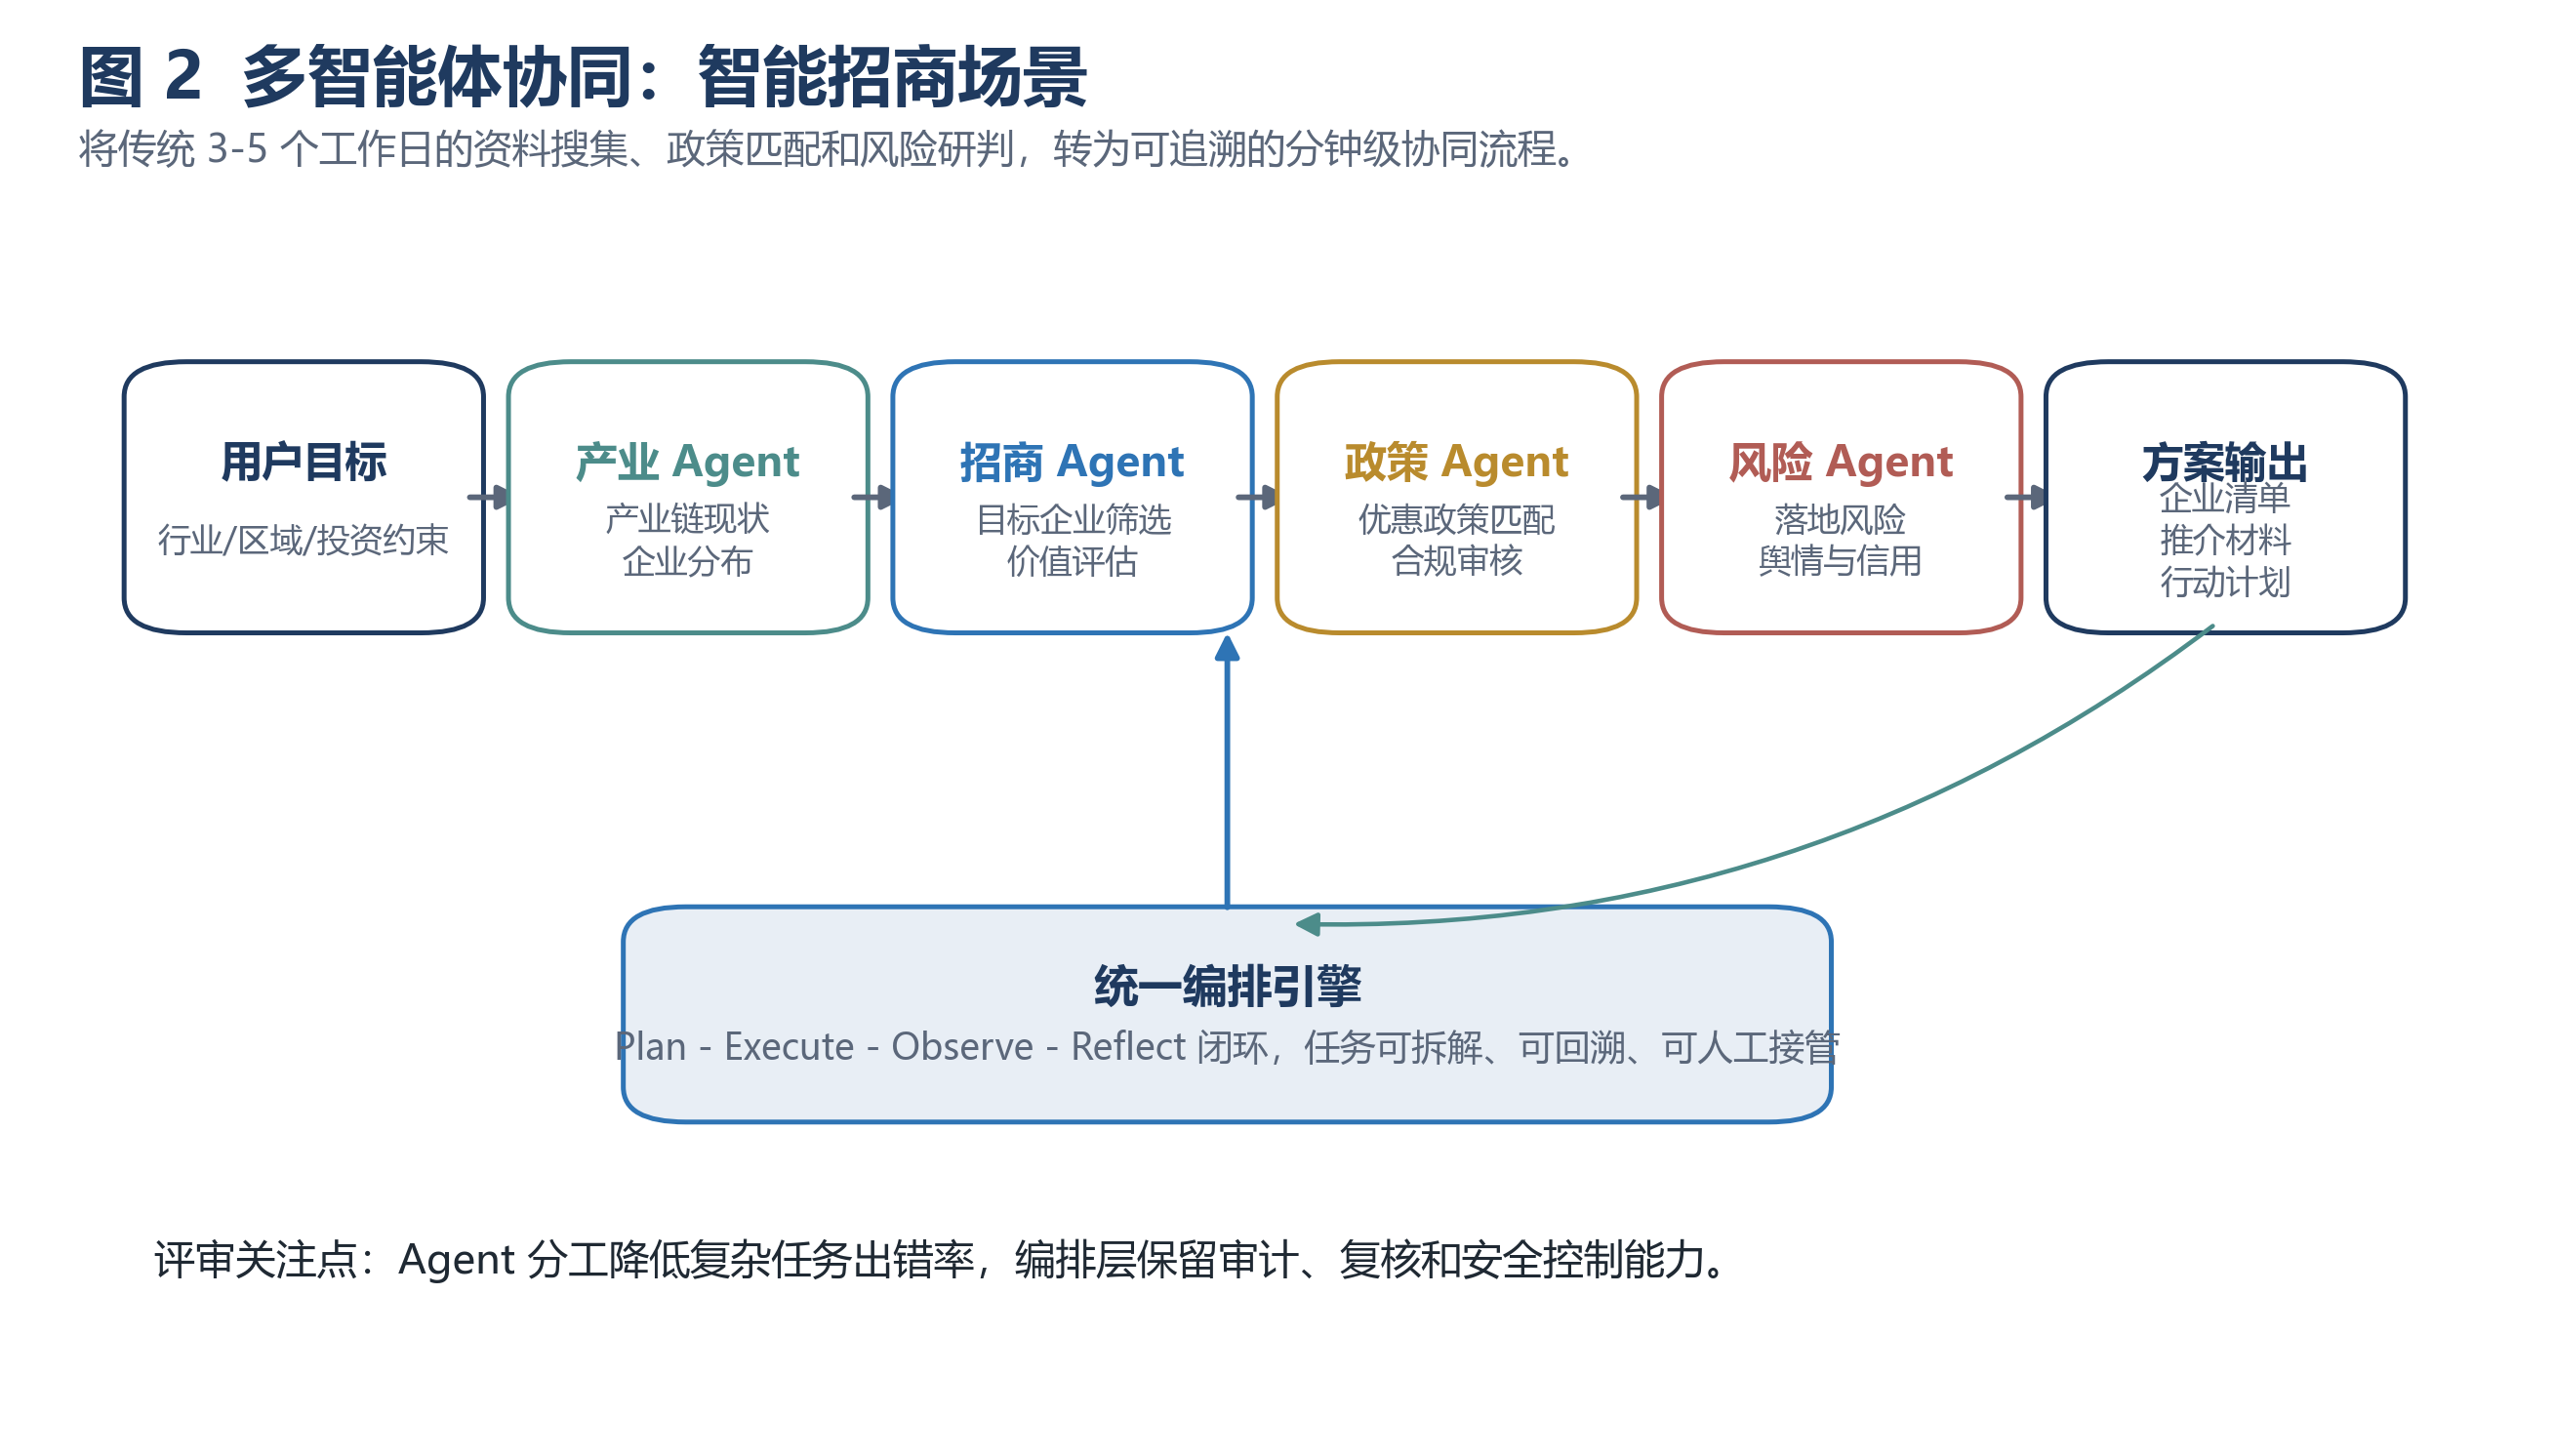 图 2 多智能体协同：智能招商场景
将传统 3-5 个工作日的资料搜集、政策匹配和风险研判，转为可追溯的分钟级协同流程。
用户目标
行业/区域/投资约束
产业 Agent
产业链现状
企业分布
招商 Agent
目标企业筛选
价值评估
政策 Agent
优惠政策匹配
合规审核
风险 Agent
落地风险
舆情与信用
方案输出
企业清单
推介材料
行动计划
统一编排引擎
Plan - Execute - Observe - Reflect 闭环，任务可拆解、可回溯、可人工接管
评审关注点：Agent 分工降低复杂任务出错率，编排层保留审计、复核和安全控制能力。